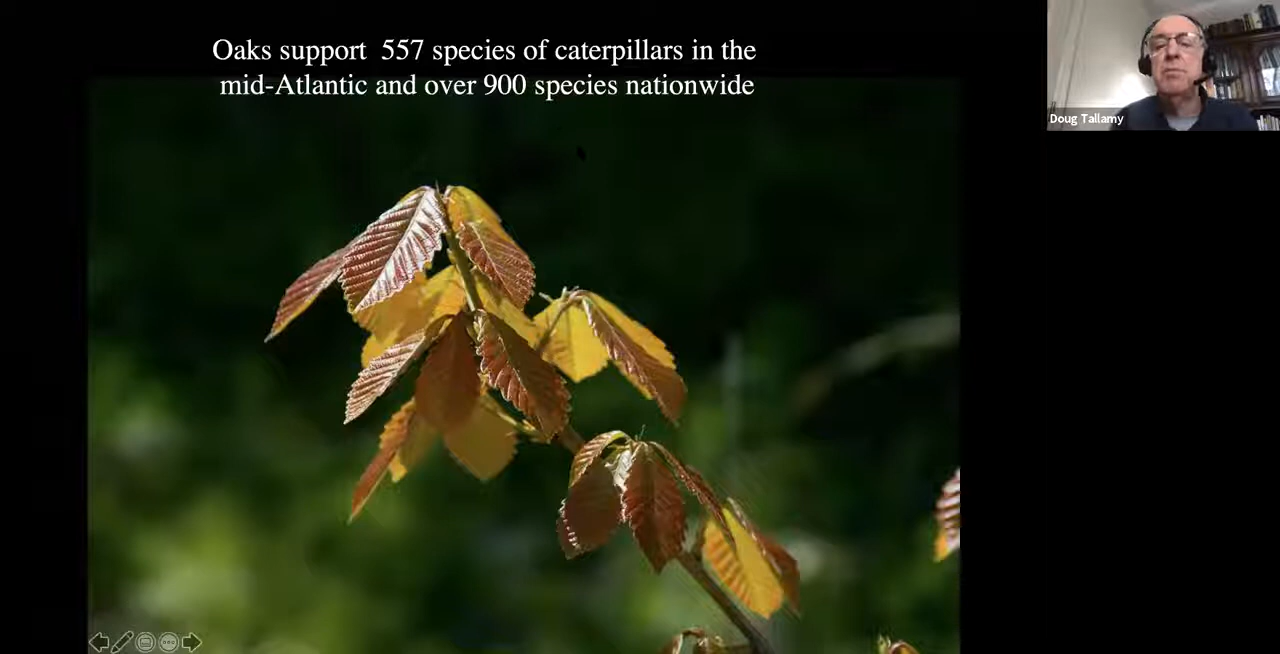 Oaks support  557 species of caterpillars in the
mid-Atlantic and over 900 species nationwide
Doug Tallamy